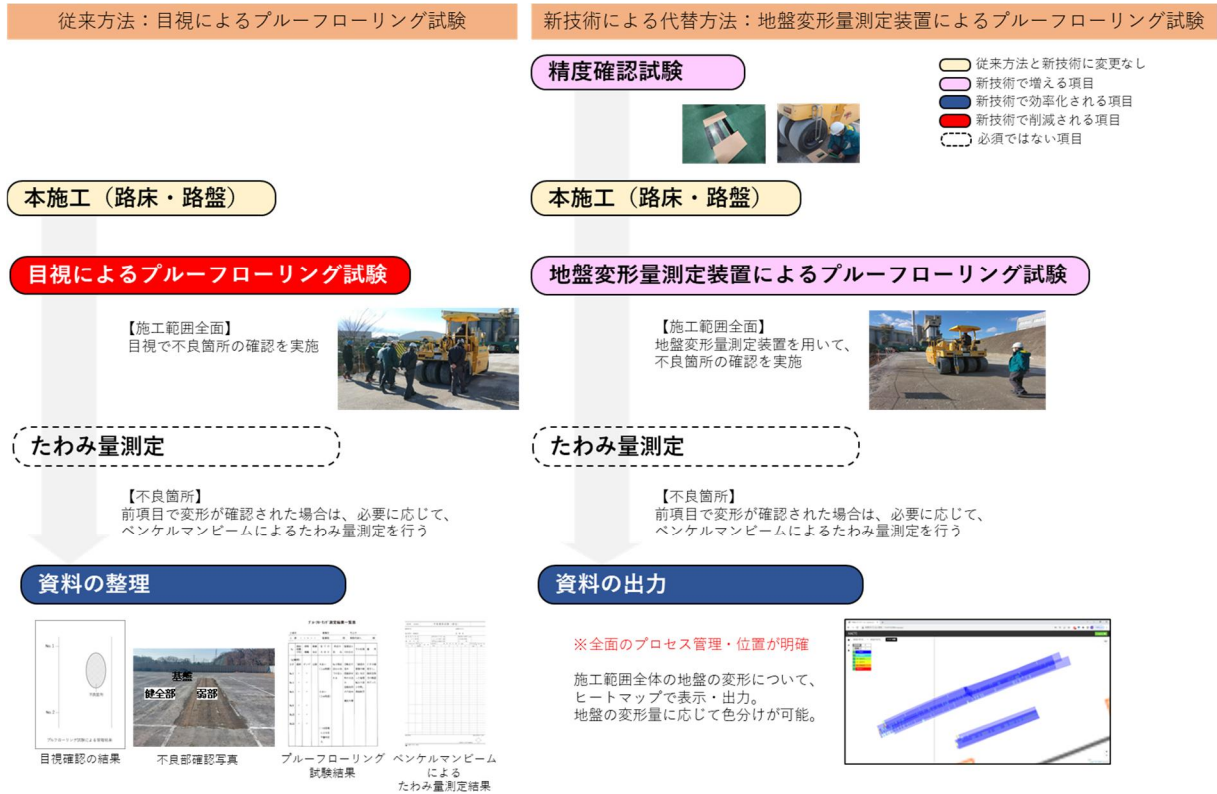 従来方法：目視によるプルーフローリング試験
新技術による代替方法：地盤変形量測定装置によるプルーフローリング試験
精度確認試験
従来方法と新技術に変更なし
新技術で増える項目
新技術で効率化される項目
新技術で削減される項目
必須ではない項目
本施工（路床・路盤）
本施工（路床・路盤）
目視によるプルーフローリング試験
地盤変形量測定装置によるプルーフローリング試験
【施工範囲全面】
目視で不良箇所の確認を実施
【施工範囲全面】
地盤変形量測定装置を用いて、
不良箇所の確認を実施
たわみ量測定
たわみ量測定
【不良箇所】
前項目で変形が確認された場合は、必要に応じて、
ベンケルマンビームによるたわみ量測定を行う
【不良箇所】
前項目で変形が確認された場合は、必要に応じて、
ベンケルマンビームによるたわみ量測定を行う
資料の整理
資料の出力
No.1
No.2
基盤
健全部
弱部
目視確認の結果
不良部確認写真
プルーフローリング
試験結果
ベンケルマンビーム
による
たわみ量測定結果
※全面のプロセス管理・位置が明確
施工範囲全体の地盤の変形について、
ヒートマップで表示・出力。
地盤の変形量に応じて色分けが可能。